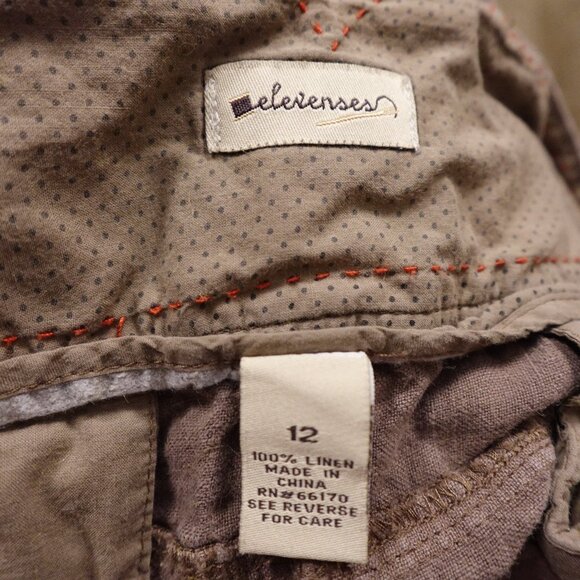 elevenses
12
100% LINEN
MADE IN
CHINA
RN#66170
SEE REVERSE
FOR CARE